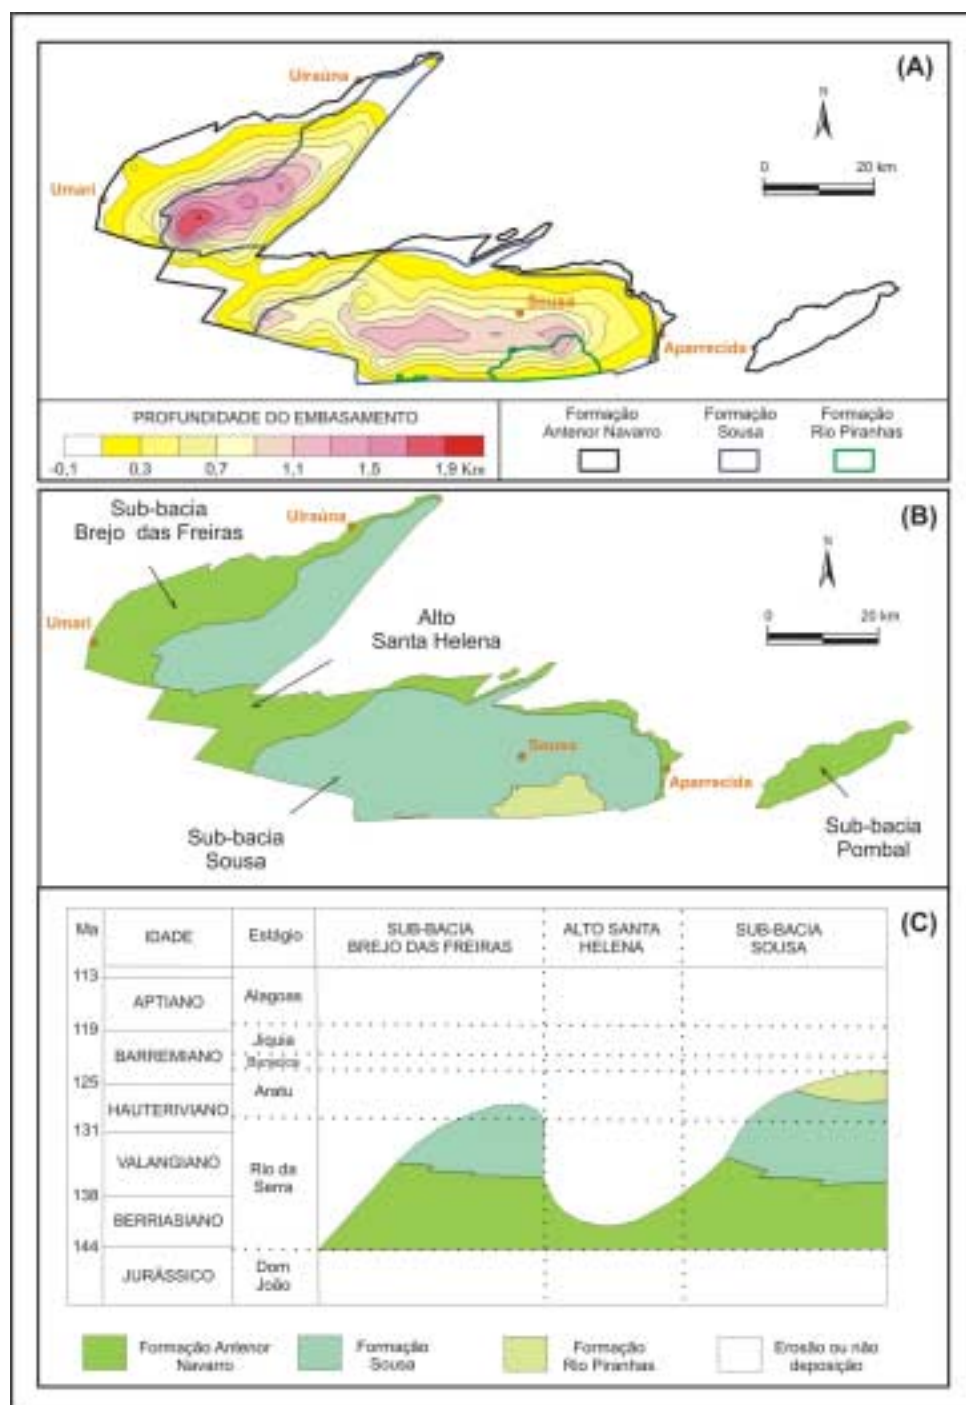 (A)
Uiraúna
N
Umari
0 20 km
Sousa
Aparrecida
PROFUNDIDADE DO EMBASAMENTO
-0,1 0,3 0,7 1,1 1,5 1,9 Km
Formação
Antenor Navarro
Formação
Sousa
Formação
Rio Piranhas
(B)
Sub-bacia
Brejo das Freiras
Uiraúna
N
Umari
Alto
Santa Helena
0 20 km
Sousa
Aparrecida
Sub-bacia
Sousa
Sub-bacia
Pombal
(C)
Ma
IDADE
Estágio
SUB-BACIA
BREJO DAS FREIRAS
ALTO SANTA
HELENA
SUB-BACIA
SOUSA
113
APTIANO
Alagoas
119
Jiquia
BARREMIANO
125
Aratu
HAUTERIVIANO
131
VALANGIANO
Rio da
Serra
138
BERRIASIANO
144
JURÁSSICO
Dom
João
Formação Antenor
Navarro
Formação
Sousa
Formação
Rio Piranhas
Erosão ou não
deposição